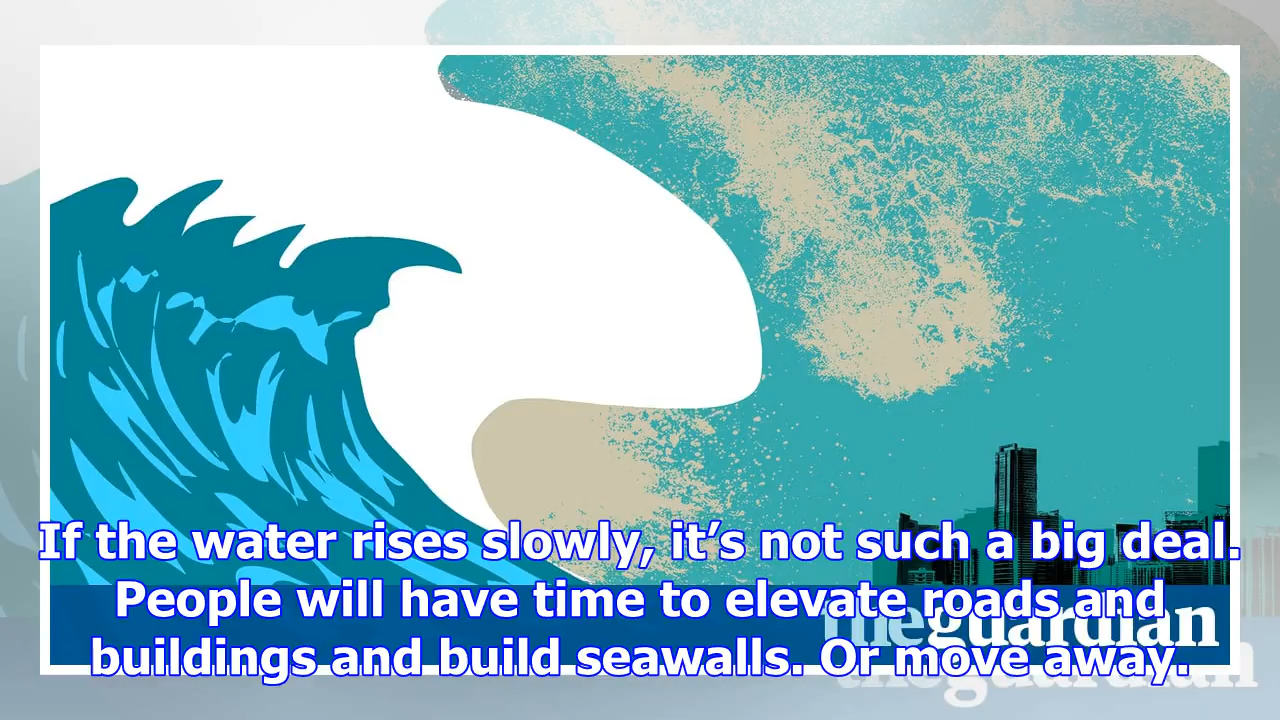 If the water rises slowly, it’s not such a big deal.
People will have time to elevate roads and
buildings and build seawalls. Or move away.
theguardian
theguardian